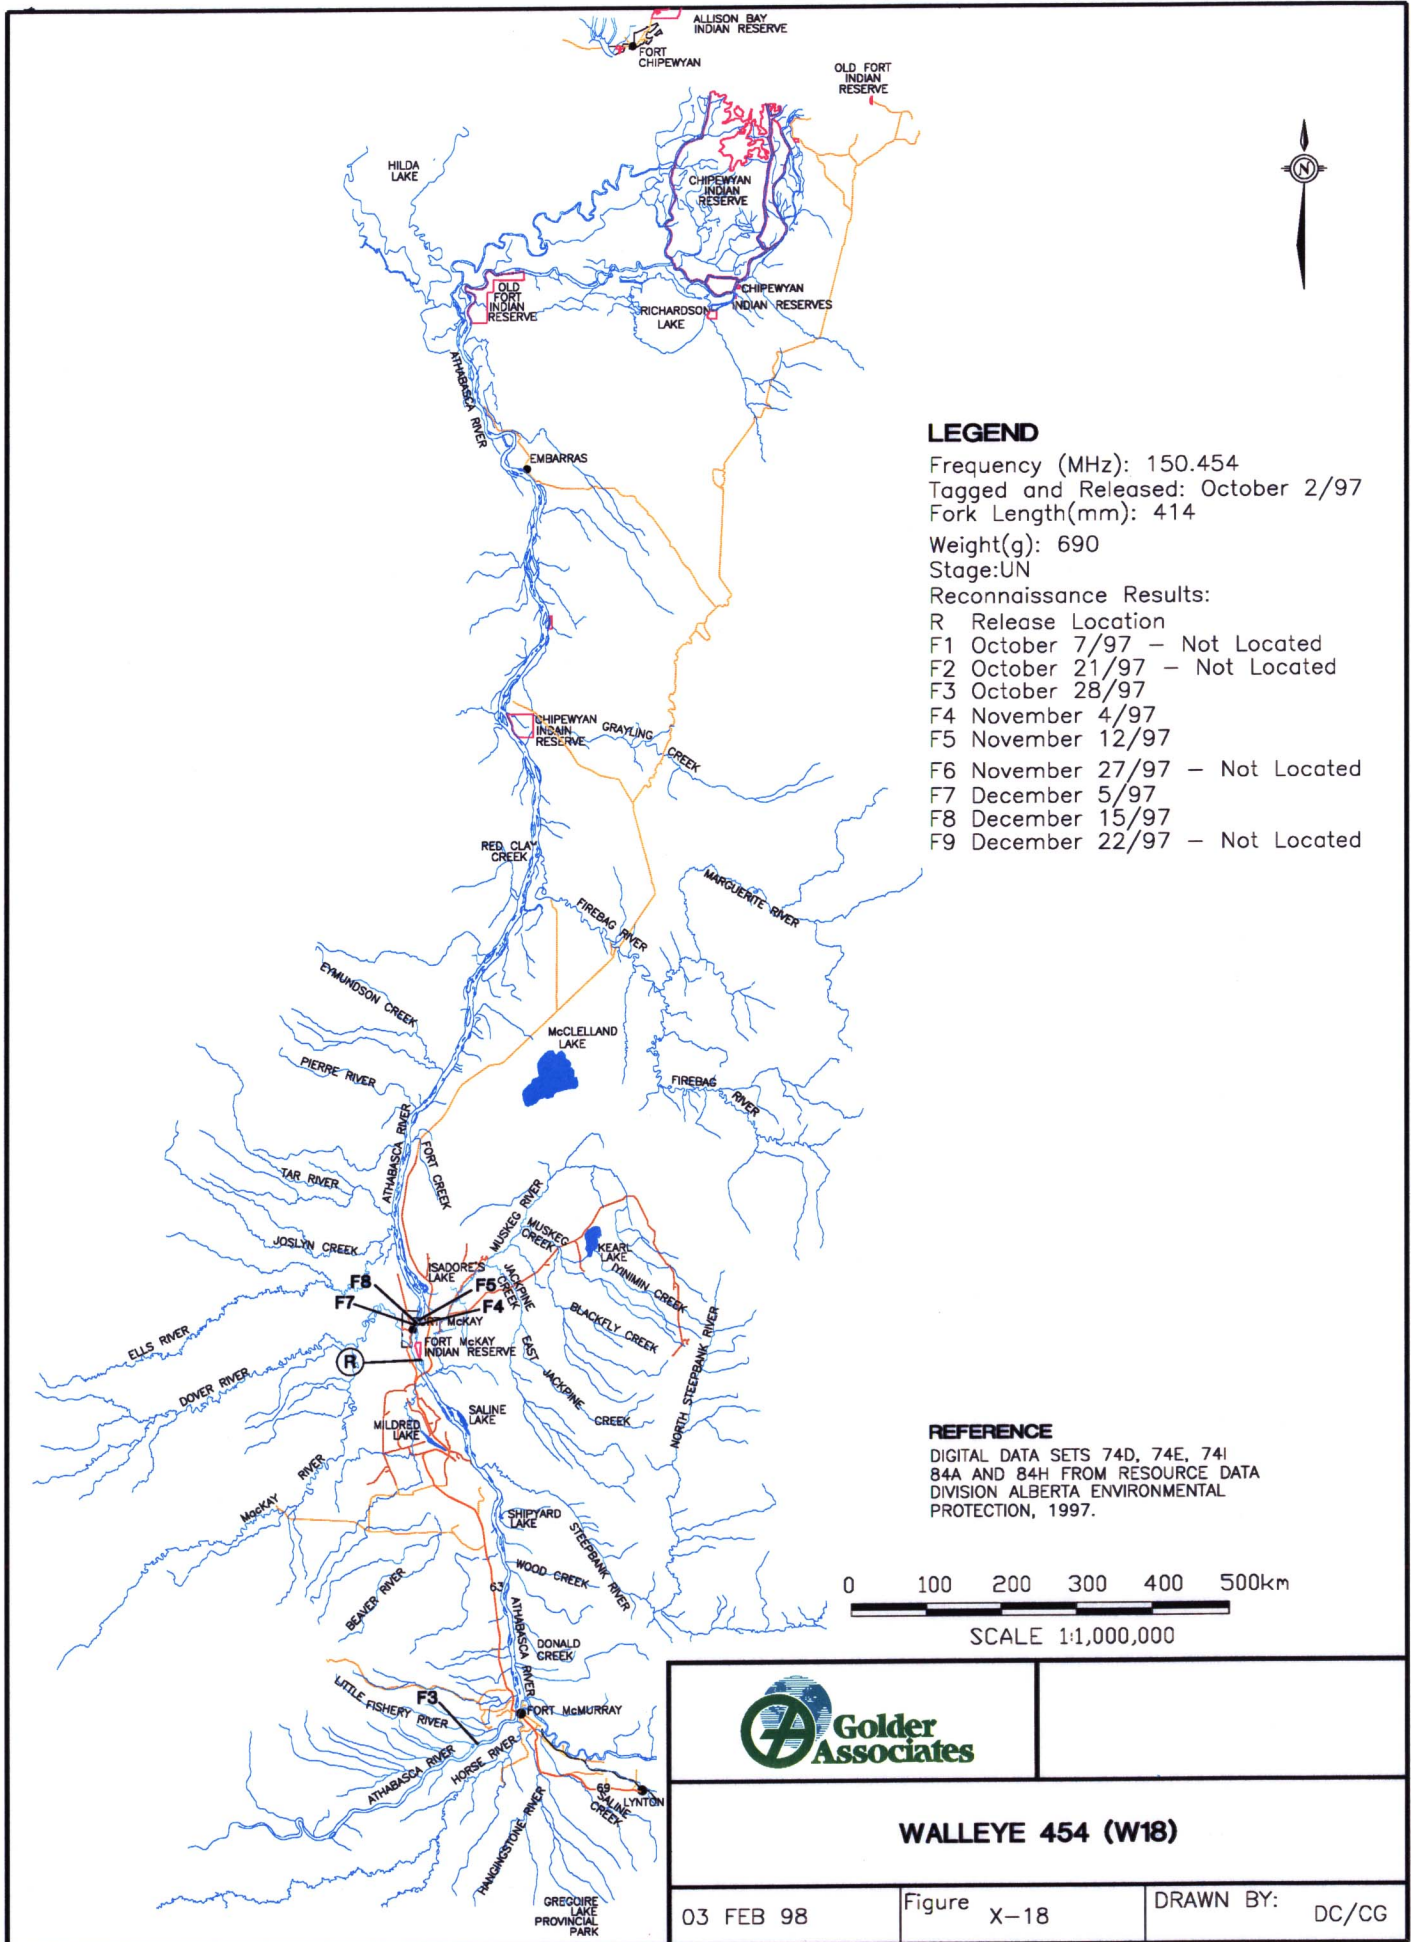 ALLISON BAY
INDIAN RESERVE
FORT
CHIPEWYAN
OLD FORT
INDIAN
RESERVE
N
HILDA
LAKE
CHIPEWYAN
INDIAN
RESERVE
OLD
FORT
INDIAN
RESERVE
CHIPEWYAN
INDIAN RESERVES
RICHARDSON
LAKE
ATHABASCA RIVER
EMBARRAS
LEGEND
Frequency (MHz): 150.454
Tagged and Released: October 2/97
Fork Length(mm): 414
Weight(g): 690
Stage:UN
Reconnaissance Results:
R Release Location
F1 October 7/97 – Not Located
F2 October 21/97 – Not Located
F3 October 28/97
F4 November 4/97
F5 November 12/97
F6 November 27/97 – Not Located
F7 December 5/97
F8 December 15/97
F9 December 22/97 – Not Located
CHIPEWYAN
INDAIN
RESERVE
GRAYLING
CREEK
RED CLAY
CREEK
MARGUERITE RIVER
FIREBAG RIVER
EYMUNDSON CREEK
McCLELLAND
LAKE
PIERRE RIVER
FIREBAG RIVER
ATHABASCA RIVER
FORT CREEK
TAR RIVER
MUSKEG RIVER
MUSKEG
CREEK
JOSLYN CREEK
KEARL
LAKE
ISADORE'S
LAKE
JACKPINE
CREEK
IYINIMIN CREEK
F8
F5
F7
F4
BLACKFLY CREEK
FORT McKAY
FORT McKAY
INDIAN RESERVE
ELLS RIVER
R
EAST
JACKPINE
CREEK
NORTH STEEPBANK RIVER
DOVER RIVER
SALINE
LAKE
MILDRED
LAKE
RIVER
MacKAY
REFERENCE
DIGITAL DATA SETS 74D, 74E, 74I
84A AND 84H FROM RESOURCE DATA
DIVISION ALBERTA ENVIRONMENTAL
PROTECTION, 1997.
SHIPYARD
LAKE
STEEPBANK RIVER
WOOD CREEK
BEAVER RIVER
63
ATHABASCA RIVER
0 100 200 300 400 500km
SCALE 1:1,000,000
DONALD
CREEK
LITTLE FISHERY RIVER
F3
FORT McMURRAY
ATHABASCA RIVER
HORSE RIVER
69
SALINE
CREEK
LYNTON
HANGINGSTONE RIVER
GREGOIRE
LAKE
PROVINCIAL
PARK
Golder
Associates
WALLEYE 454 (W18)
03 FEB 98
Figure X–18
DRAWN BY: DC/CG